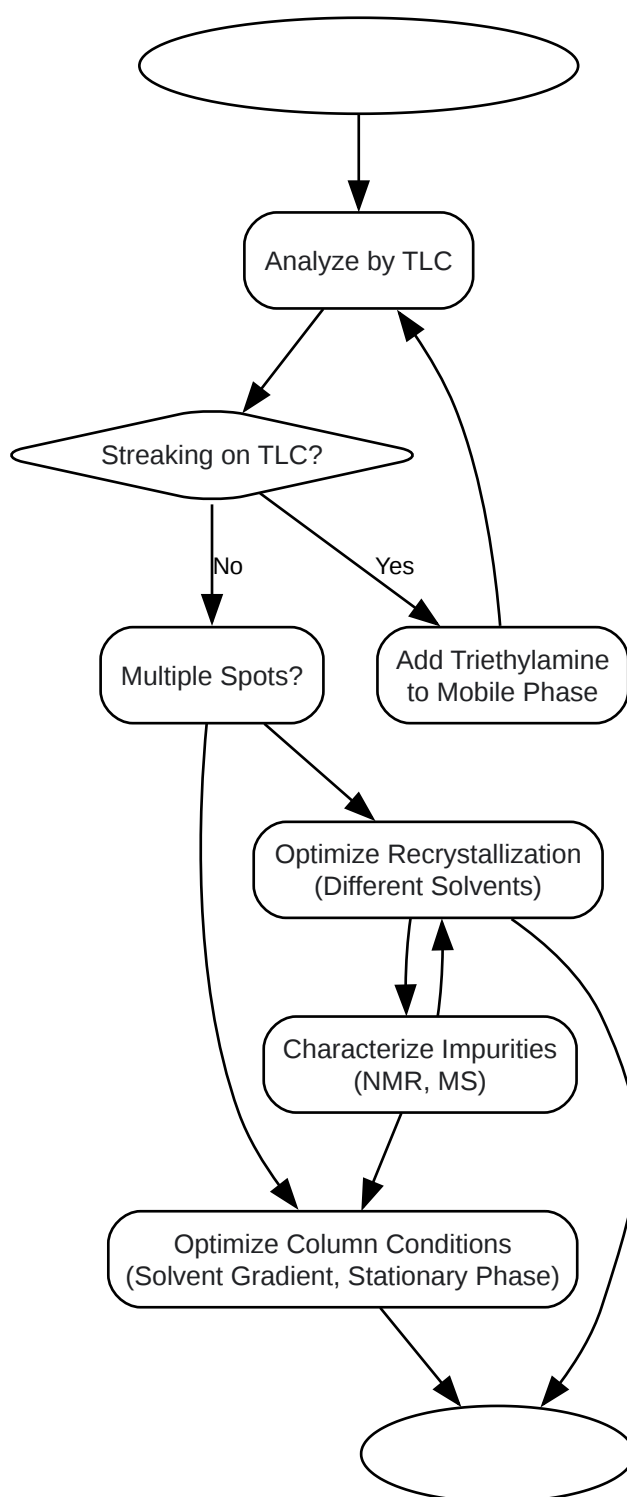 Analyze by TLC
Streaking on TLC?
No
Yes
Multiple Spots?
Add Triethylamine
to Mobile Phase
Optimize Recrystallization
(Different Solvents)
Characterize Impurities
(NMR, MS)
Optimize Column Conditions
(Solvent Gradient, Stationary Phase)